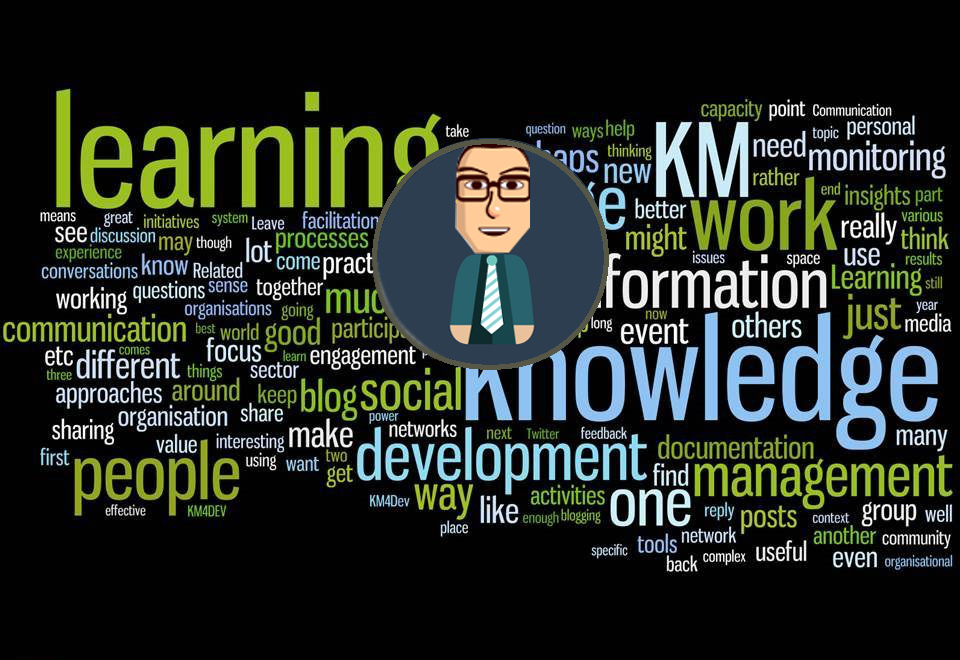 learning
take
question ways help
capacity point Communication
KM
need
topic personal
thinking
new
monitoring
rather
means great initiatives system Leave facilitation
see discussion may though
lot processes
experience
come
conversations know Related
better work
end insights part
various
really think
might
issues space use results
working questions sense together
organisations going
Learning still
just year
media
communication best world good
long event now others
etc comes
different things focus learn engagement
three sector
knowledge
approaches around keep blog social
organisation share power
sharing value interesting make networks next Twitter feedback
many
first people using want two get
development documentation
find management
effective KM4DEV
KM4Dev way like activities
enough blogging one reply posts context group well
place
specific tools network another community
back complex useful even organisational